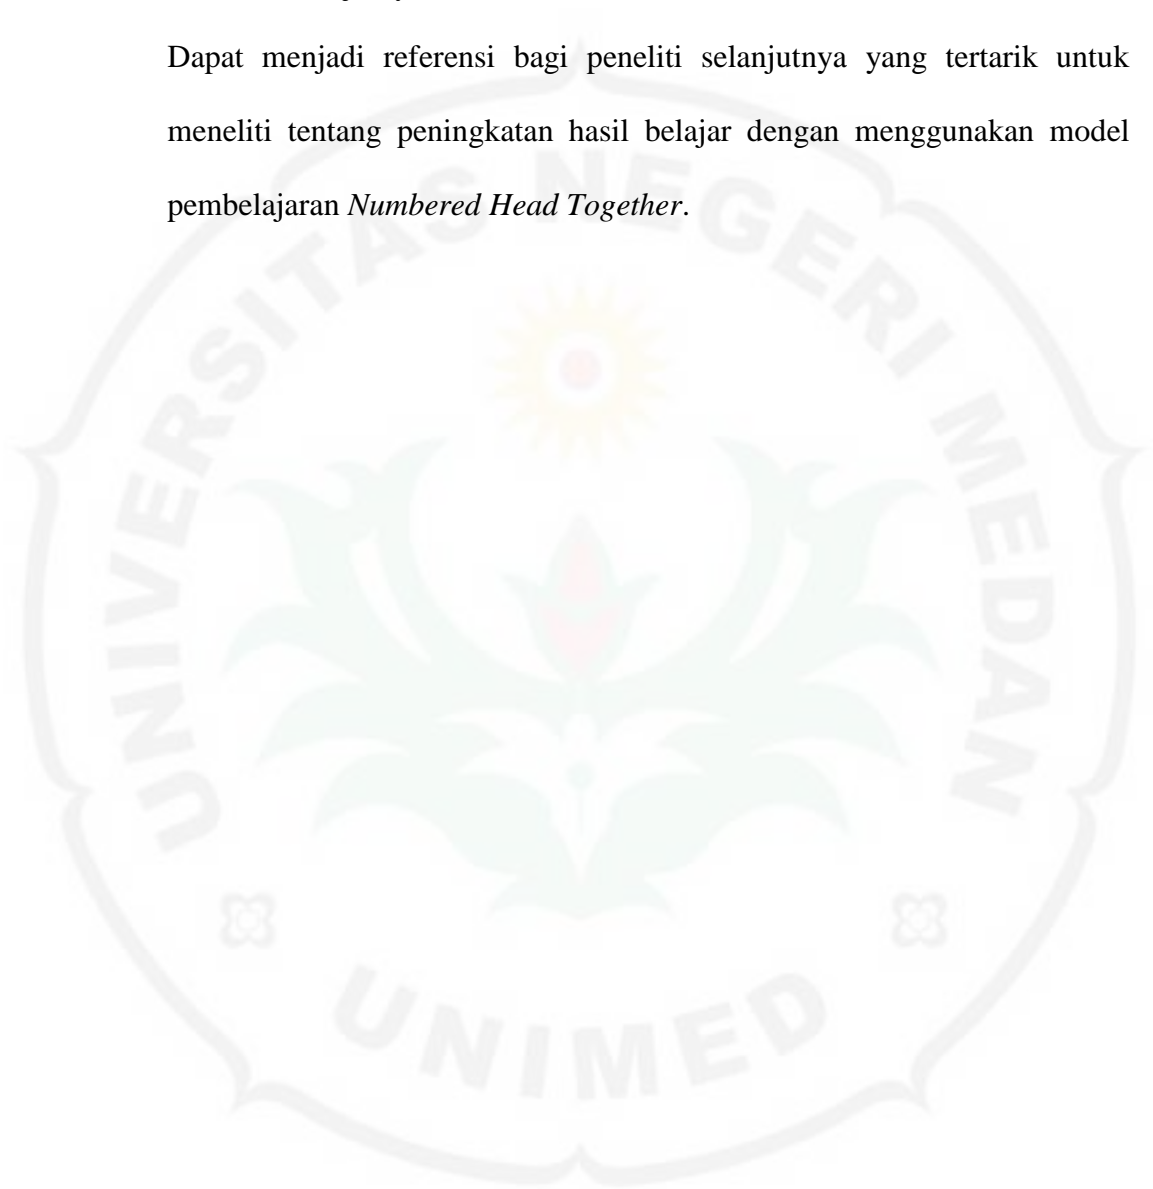 Dapat menjadi referensi bagi peneliti selanjutnya yang tertarik untuk
meneliti tentang peningkatan hasil belajar dengan menggunakan model
pembelajaran Numbered Head Together.
UNIVERSITAS NEGERI MEDAN
UNIMED